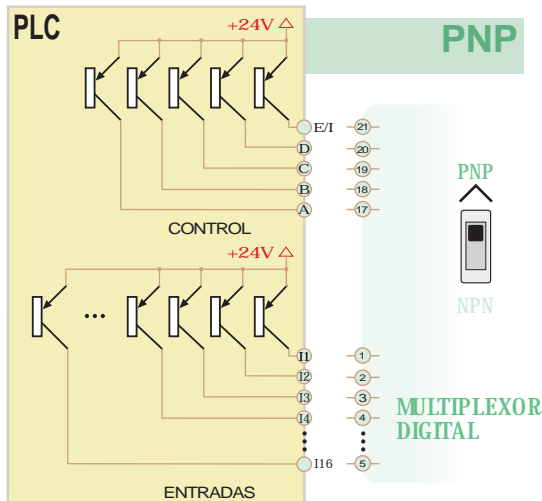 PLC
+24V
PNP
E/I 21
D 20
C 19
B 18
A 17
CONTROL
PNP
NPN
+24V
I1 1
I2 2
I3 3
I4 4
I16 5
MULTIPLEXOR
DIGITAL
ENTRADAS